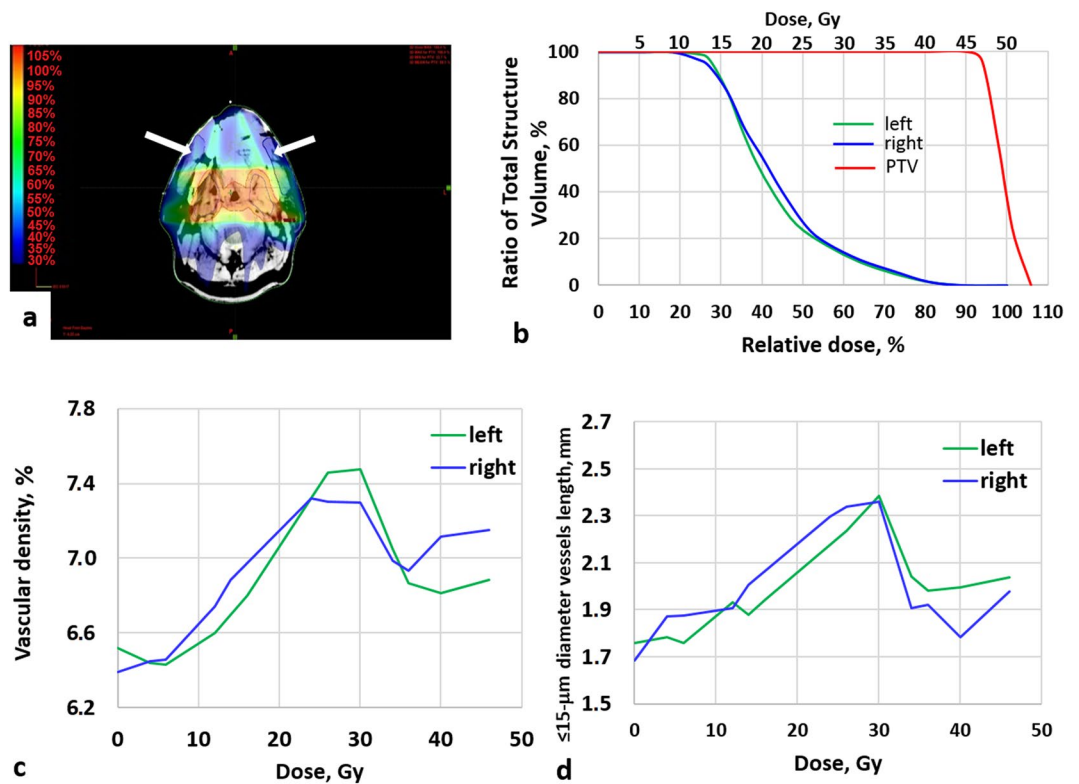 105%
100%
95%
90%
85%
80%
75%
70%
65%
60%
55%
50%
45%
40%
35%
30%
A
L
P
a
Dose, Gy
5 10 15 20 25 30 35 40 45 50
Ratio of Total Structure
Volume, %
100
80
60
40
20
0
left
right
PTV
0 10 20 30 40 50 60 70 80 90 100 110
Relative dose, %
b
Vascular density, %
7.8
7.4
7.0
6.6
6.2
left
right
0 10 20 30 40 50
Dose, Gy
c
≤15-μm diameter vessels length, mm
2.7
2.5
2.3
2.1
1.9
1.7
1.5
left
right
0 10 20 30 40 50
Dose, Gy
d